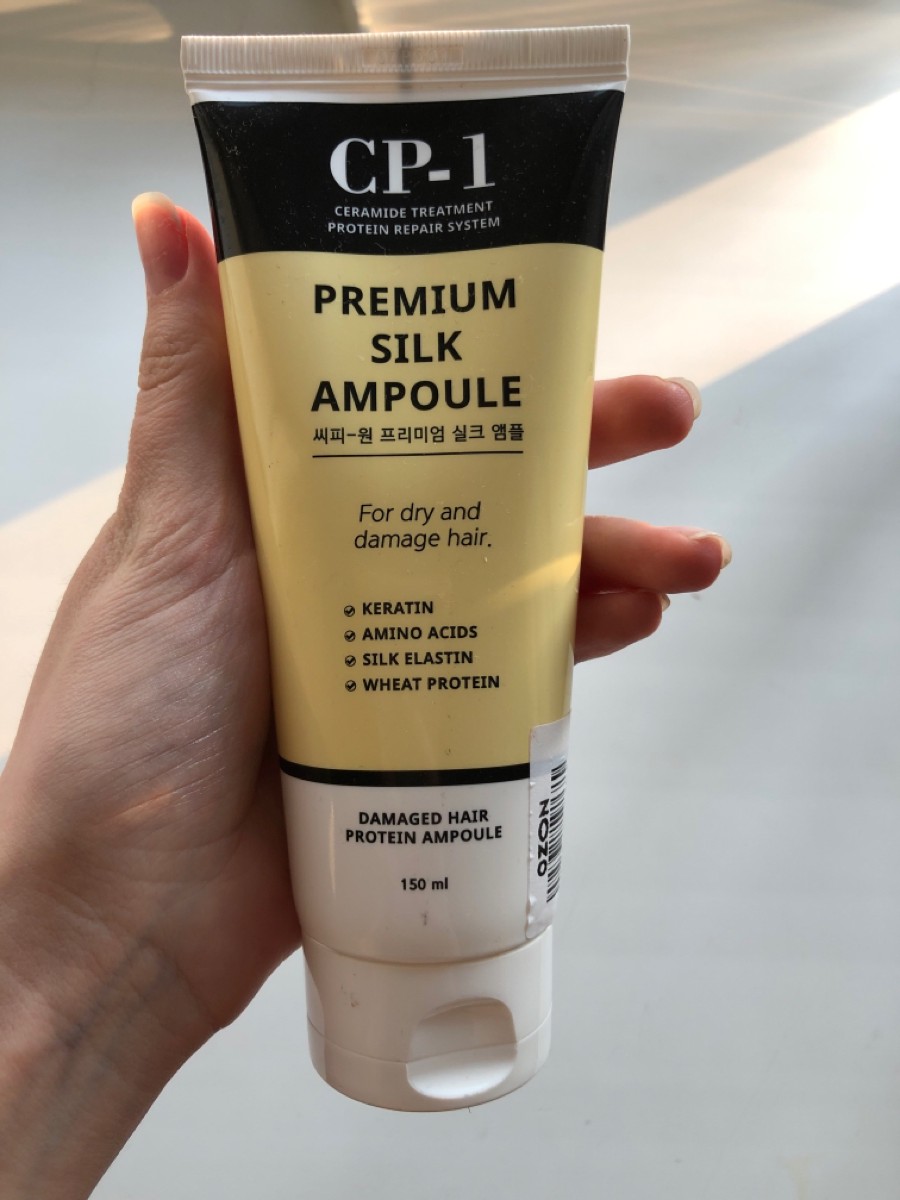 CP-1
CERAMIDE TREATMENT
PROTEIN REPAIR SYSTEM
PREMIUM
SILK
AMPOULE
씨피-원 프리미엄 실크 앰플
For dry and
damage hair.
KERATIN
AMINO ACIDS
SILK ELASTIN
WHEAT PROTEIN
DAMAGED HAIR
PROTEIN AMPOULE
150 ml
OZON